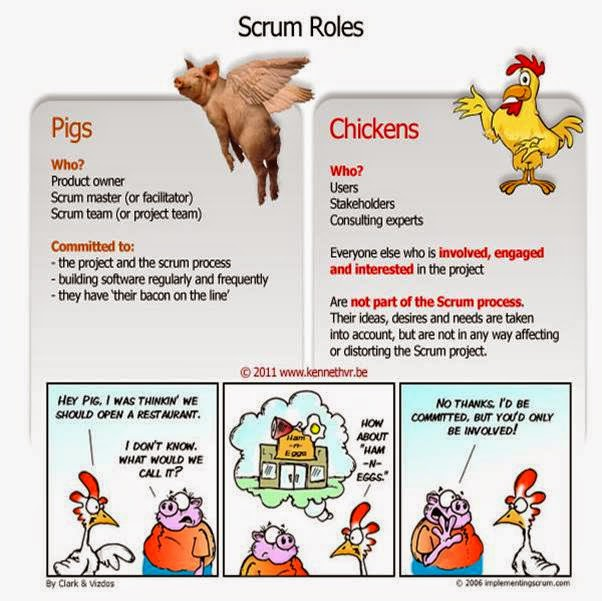 Scrum Roles
Pigs
Who?
Product owner
Scrum master (or facilitator)
Scrum team (or project team)
Committed to:
- the project and the scrum process
- building software regularly and frequently
- they have 'their bacon on the line'
Chickens
Who?
Users
Stakeholders
Consulting experts
Everyone else who is involved, engaged
and interested in the project
Are not part of the Scrum process.
Their ideas, desires and needs are taken
into account, but are not in any way affecting
or distorting the Scrum project.
© 2011 www.kennethvr.be
HEY PIG, I WAS THINKIN' WE
SHOULD OPEN A RESTAURANT.
I DON'T KNOW.
WHAT WOULD WE
CALL IT?
Ham
-n-
Eggs
HOW
ABOUT
"HAM
-N-
EGGS."
NO THANKS. I'D BE
COMMITTED, BUT YOU'D ONLY
BE INVOLVED!
By Clark & Vizdos
© 2006 implementingscrum.com